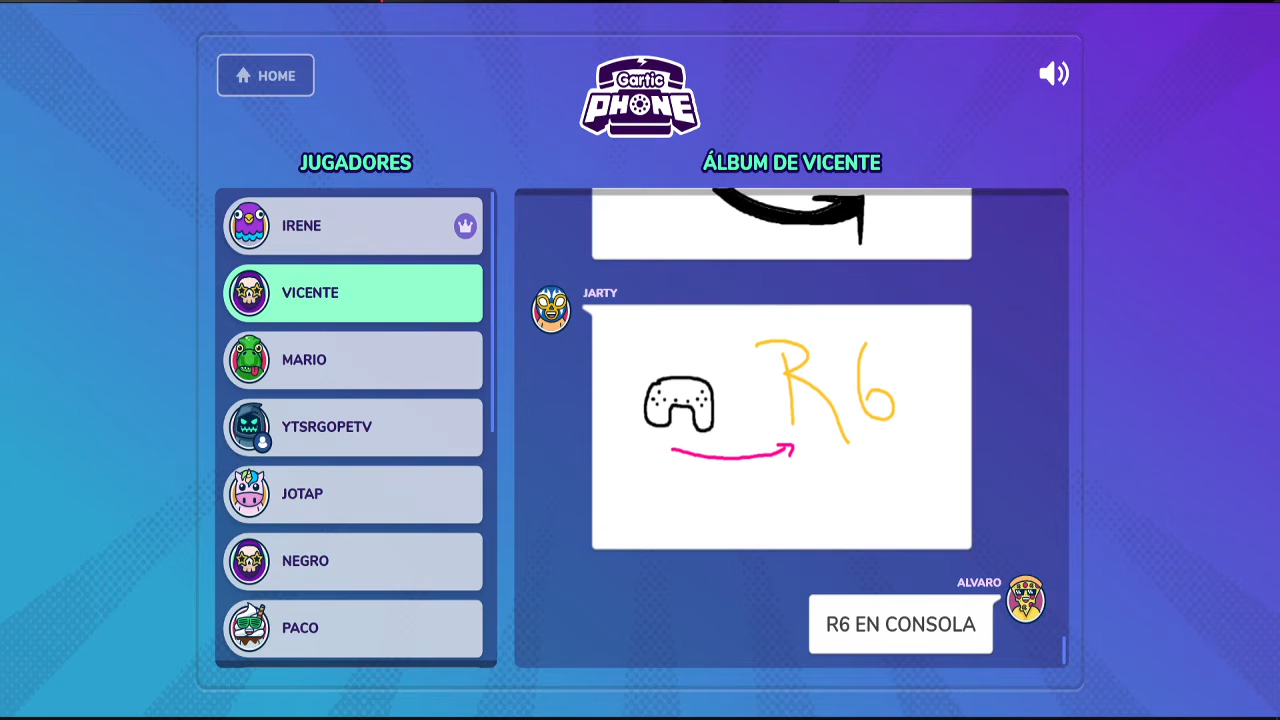 HOME
Gartic
PHONE
JUGADORES
ÁLBUM DE VICENTE
IRENE
VICENTE
MARIO
YTSRGOPETV
JOTAP
NEGRO
PACO
JARTY
R6
ALVARO
R6 EN CONSOLA